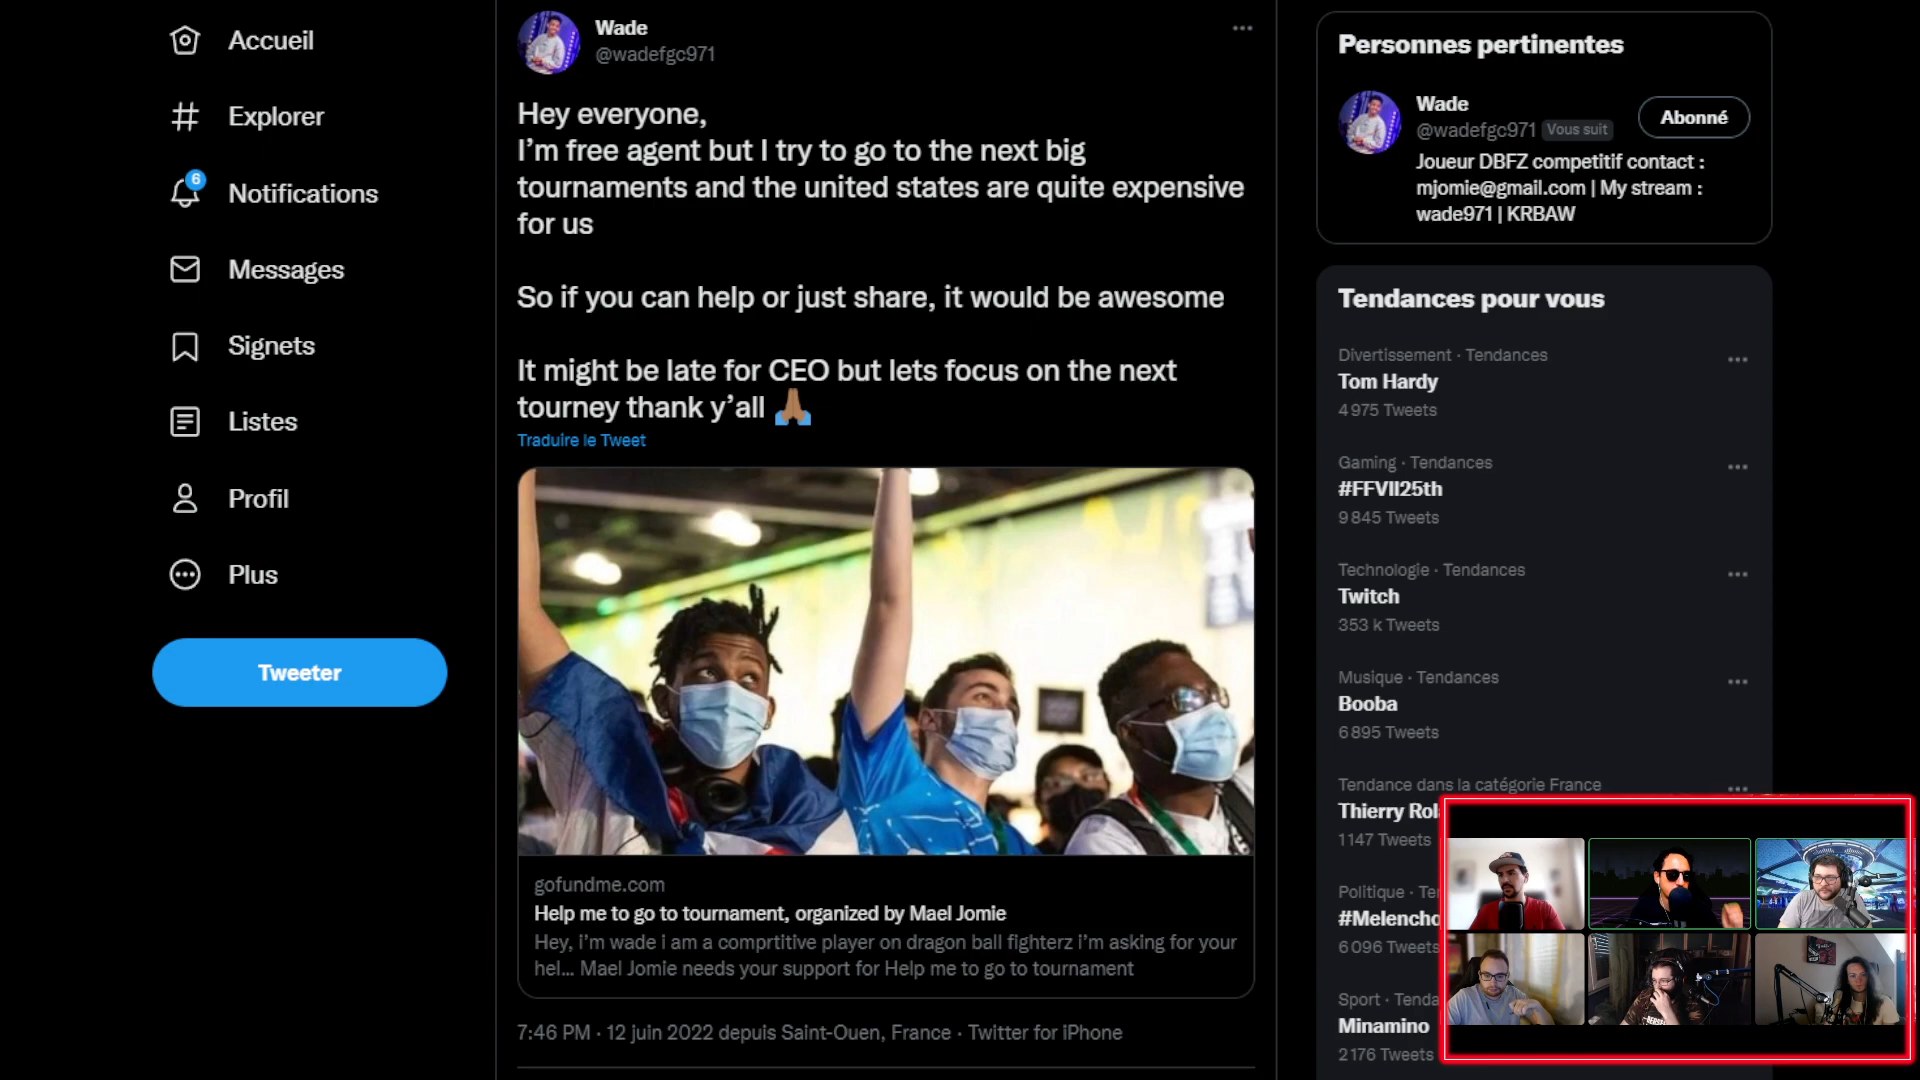 Accueil
Explorer
6
Notifications
Messages
Signets
Listes
Profil
Plus
Tweeter
Wade
@wadefgc971
Hey everyone,
I’m free agent but I try to go to the next big
tournaments and the united states are quite expensive
for us
So if you can help or just share, it would be awesome
It might be late for CEO but lets focus on the next
tourney thank y’all 🙏🏾
Traduire le Tweet
gofundme.com
Help me to go to tournament, organized by Mael Jomie
Hey, i’m wade i am a comprtitive player on dragon ball fighterz i’m asking for your
hel... Mael Jomie needs your support for Help me to go to tournament
7:46 PM · 12 juin 2022 depuis Saint-Ouen, France · Twitter for iPhone
Personnes pertinentes
Wade
@wadefgc971 Vous suit
Abonné
Joueur DBFZ competitif contact :
mjomie@gmail.com | My stream :
wade971 | KRBAW
Tendances pour vous
Divertissement · Tendances
Tom Hardy
4 975 Tweets
Gaming · Tendances
#FFVII25th
9 845 Tweets
Technologie · Tendances
Twitch
353 k Tweets
Musique · Tendances
Booba
6 895 Tweets
Tendance dans la catégorie France
Thierry Rol
1 147 Tweets
Politique · Te
#Melencho
6 096 Tweets
Sport · Tenda
Minamino
2 176 Tweets